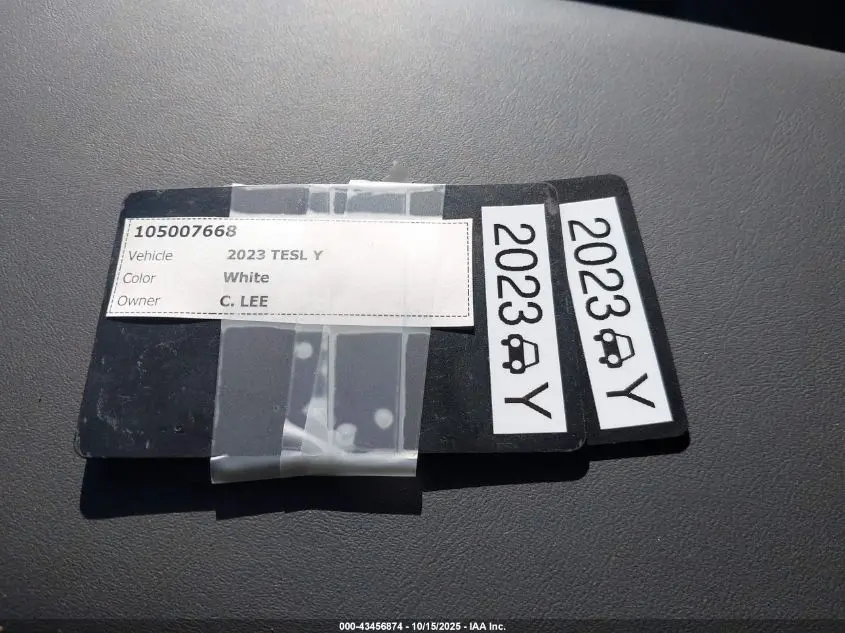 105007668
Vehicle 2023 TESL Y
Color White
Owner C. LEE
2023 Y
2023 Y
000-43456874 - 10/15/2025 - IAA Inc.